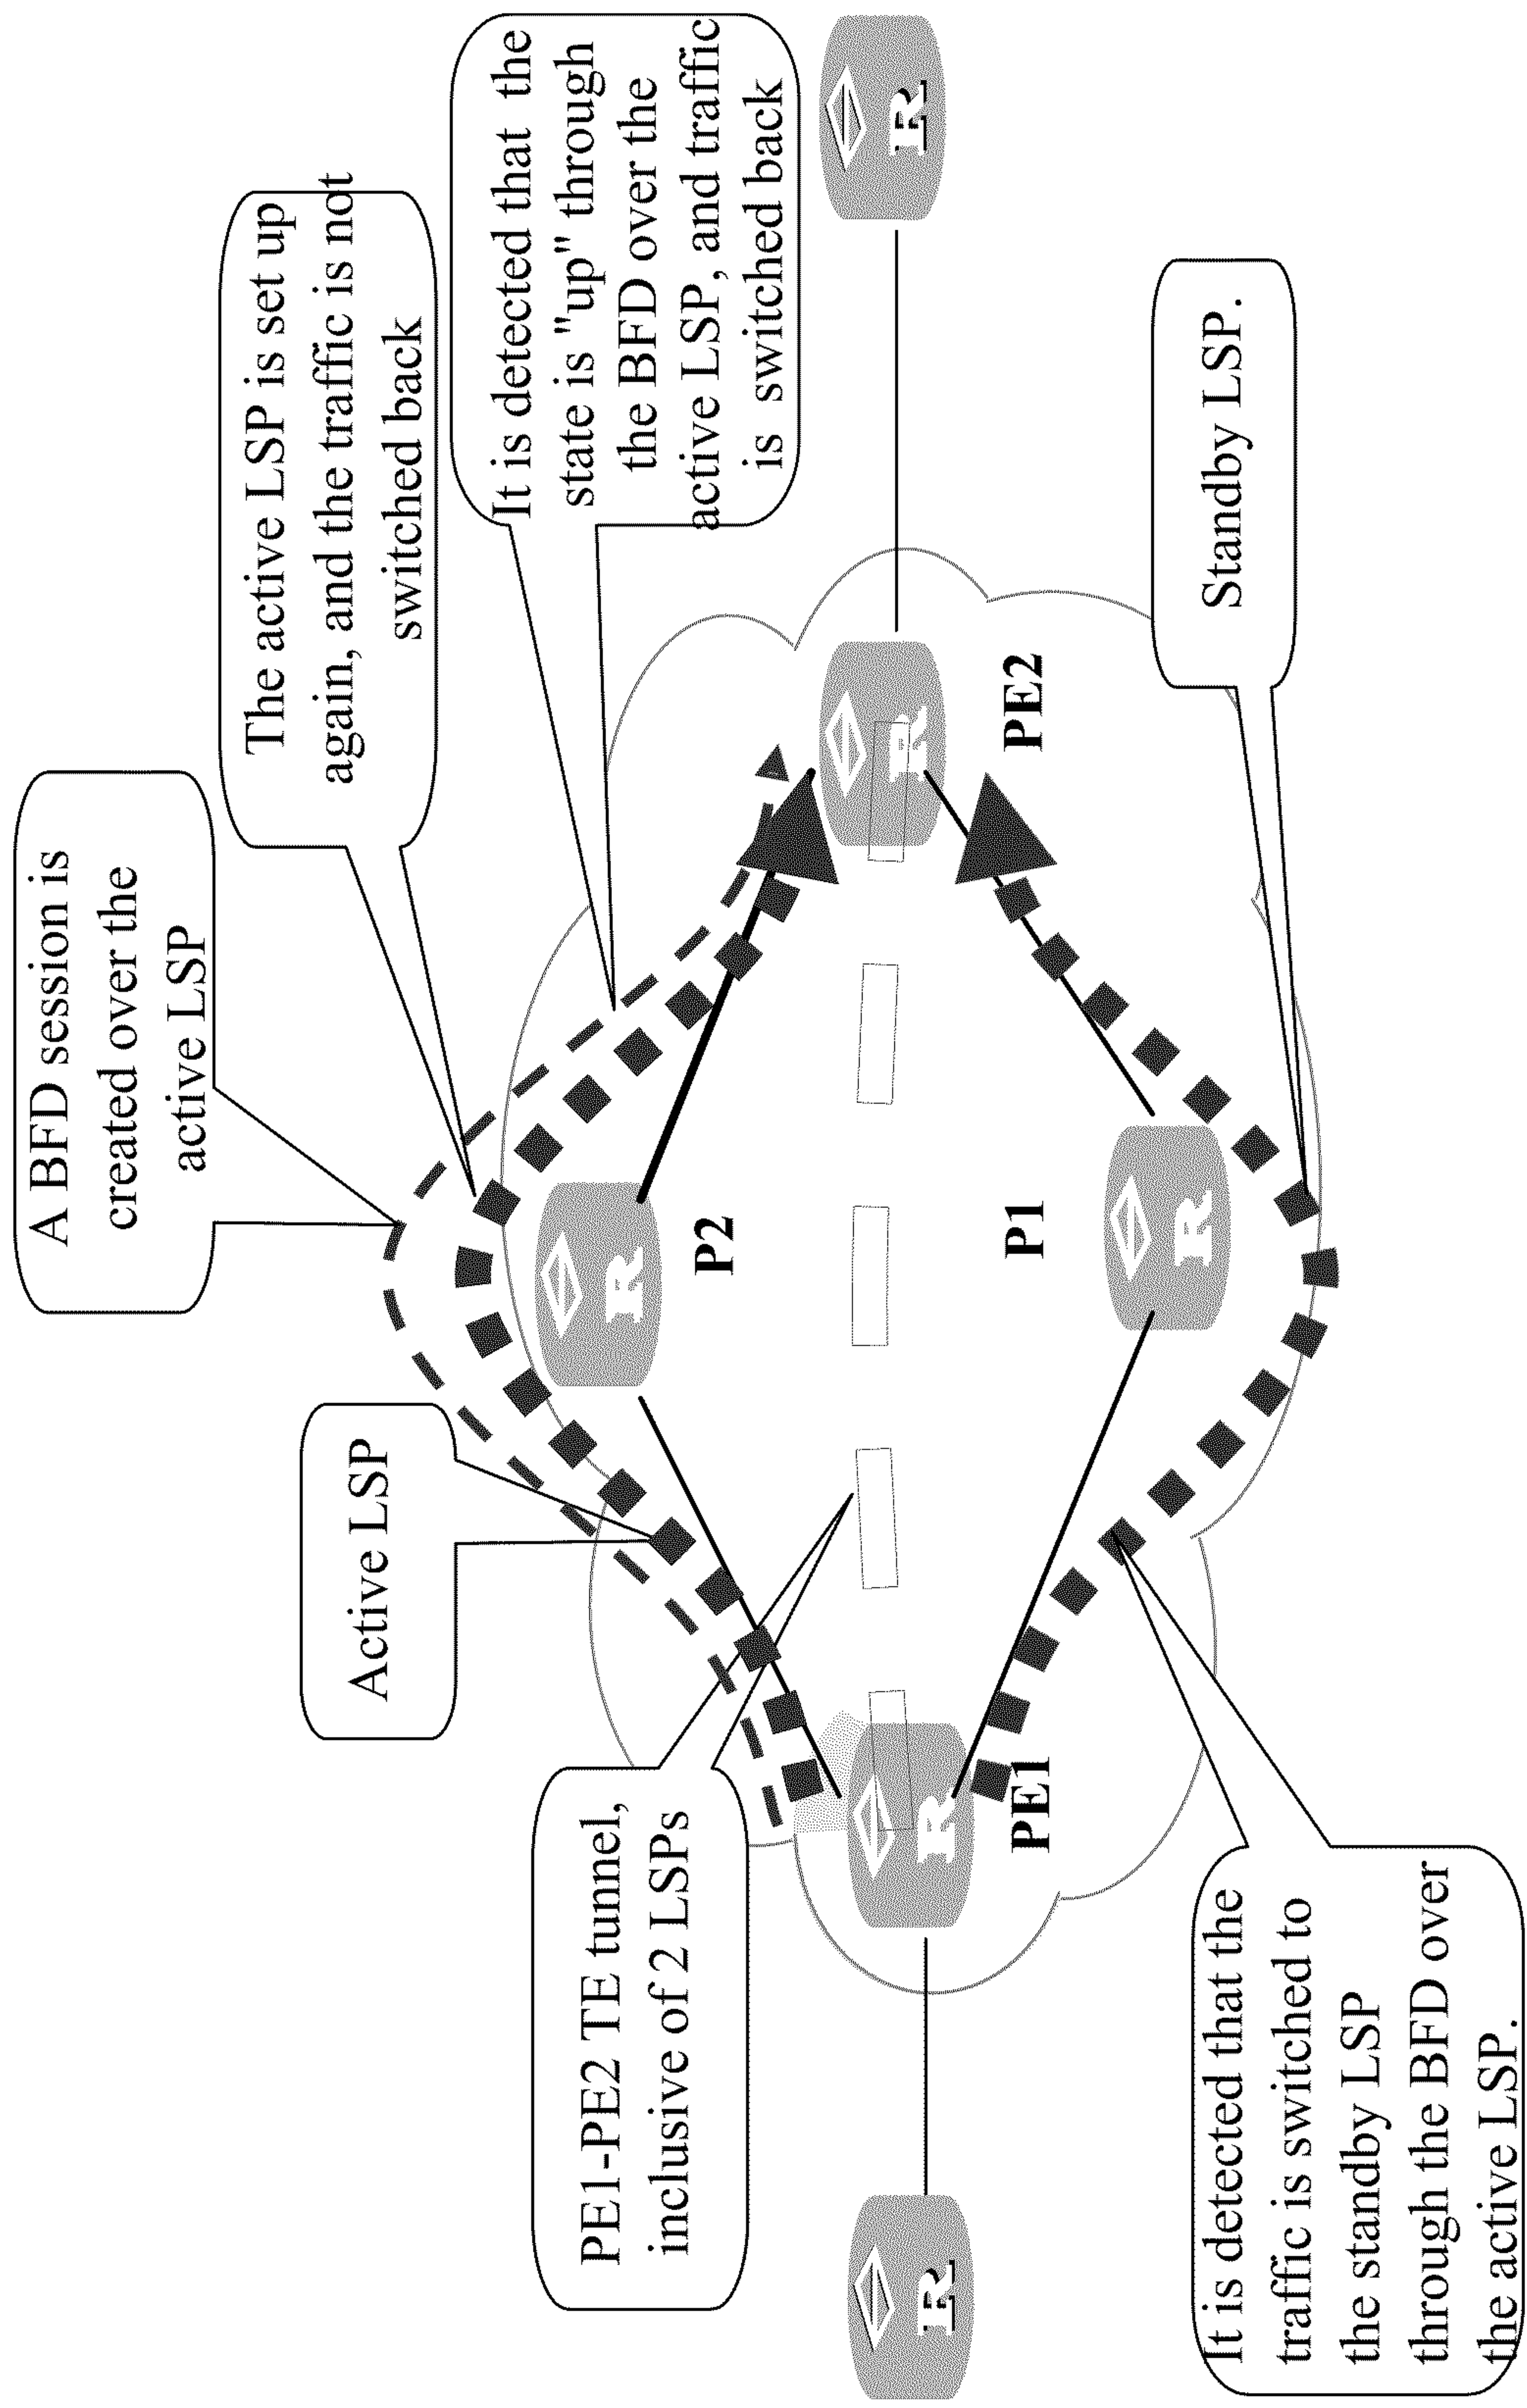 A BFD session is
created over the
active LSP
The active LSP is set up
again, and the traffic is not
switched back
Active LSP
It is detected that the
state is "up" through
the BFD over the
active LSP, and traffic
is switched back
PE1-PE2 TE tunnel,
inclusive of 2 LSPs
R
P2
R
R
PE1
R
PE2
R
P1
R
Standby LSP.
It is detected that the
traffic is switched to
the standby LSP
through the BFD over
the active LSP.